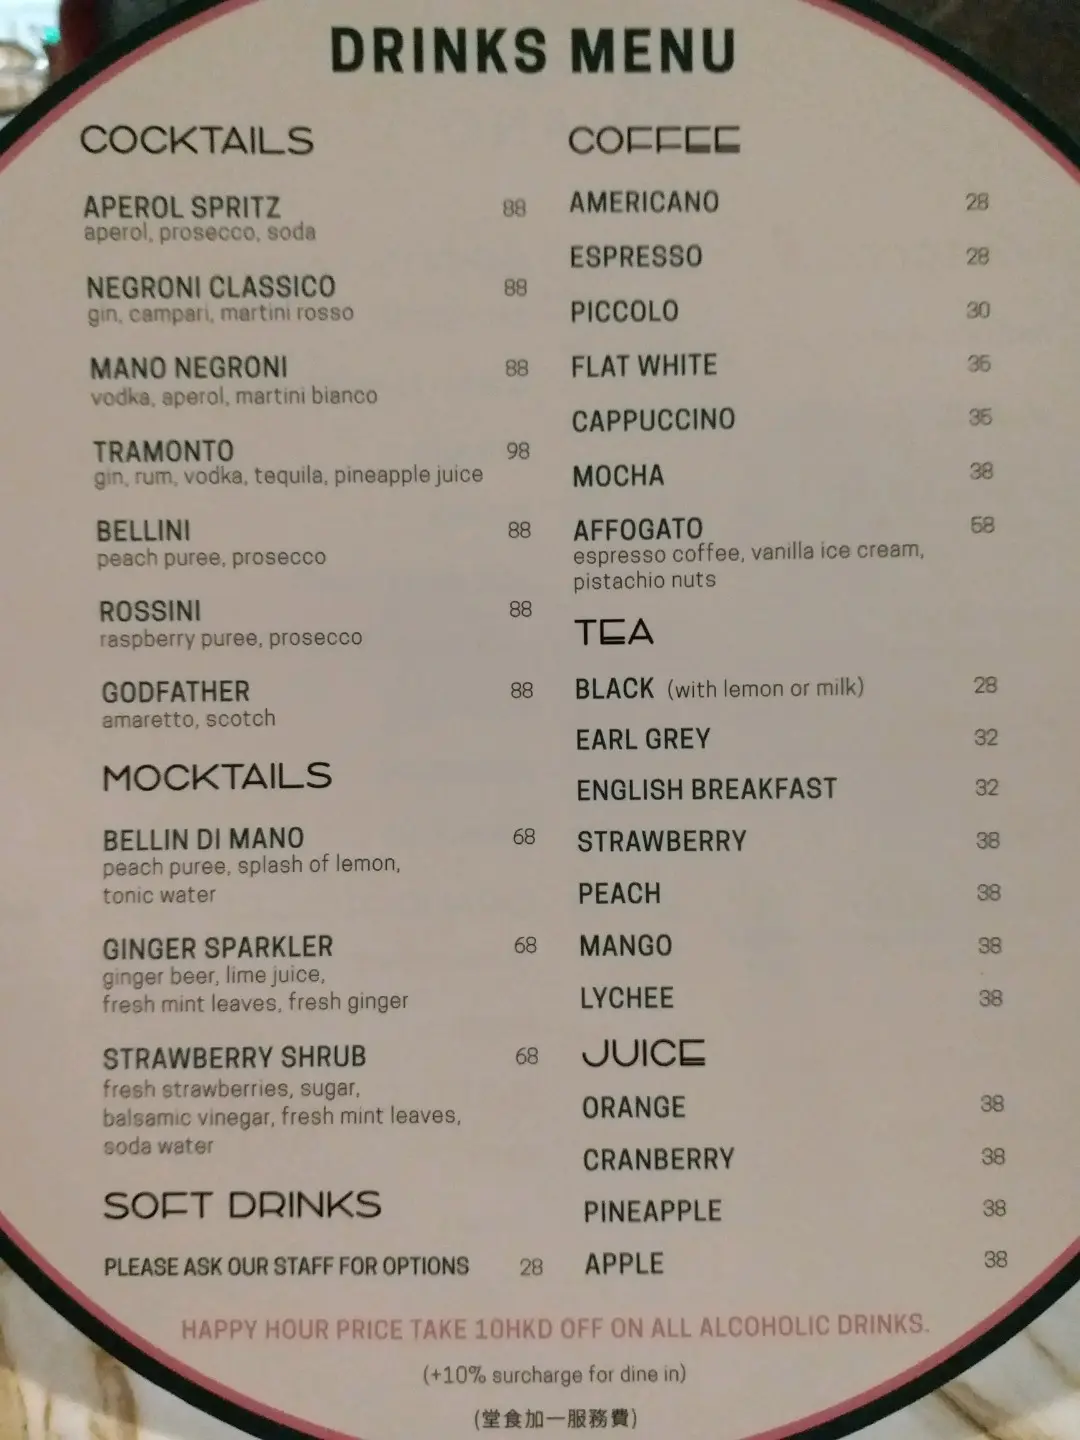 DRINKS MENU
COCKTAILS
APEROL SPRITZ 88
aperol, prosecco, soda
NEGRONI CLASSICO 88
gin, campari, martini rosso
MANO NEGRONI 88
vodka, aperol, martini bianco
TRAMONTO 98
gin, rum, vodka, tequila, pineapple juice
BELLINI 88
peach puree, prosecco
ROSSINI 88
raspberry puree, prosecco
GODFATHER 88
amaretto, scotch
MOCKTAILS
BELLIN DI MANO 68
peach puree, splash of lemon,
tonic water
GINGER SPARKLER 68
ginger beer, lime juice,
fresh mint leaves, fresh ginger
STRAWBERRY SHRUB 68
fresh strawberries, sugar,
balsamic vinegar, fresh mint leaves,
soda water
SOFT DRINKS
PLEASE ASK OUR STAFF FOR OPTIONS 28
COFFEE
AMERICANO 28
ESPRESSO 28
PICCOLO 30
FLAT WHITE 35
CAPPUCCINO 35
MOCHA 38
AFFOGATO 58
espresso coffee, vanilla ice cream,
pistachio nuts
TEA
BLACK (with lemon or milk) 28
EARL GREY 32
ENGLISH BREAKFAST 32
STRAWBERRY 38
PEACH 38
MANGO 38
LYCHEE 38
JUICE
ORANGE 38
CRANBERRY 38
PINEAPPLE 38
APPLE 38
HAPPY HOUR PRICE TAKE 10HKD OFF ON ALL ALCOHOLIC DRINKS.
(+10% surcharge for dine in)
(堂食加一服務費)